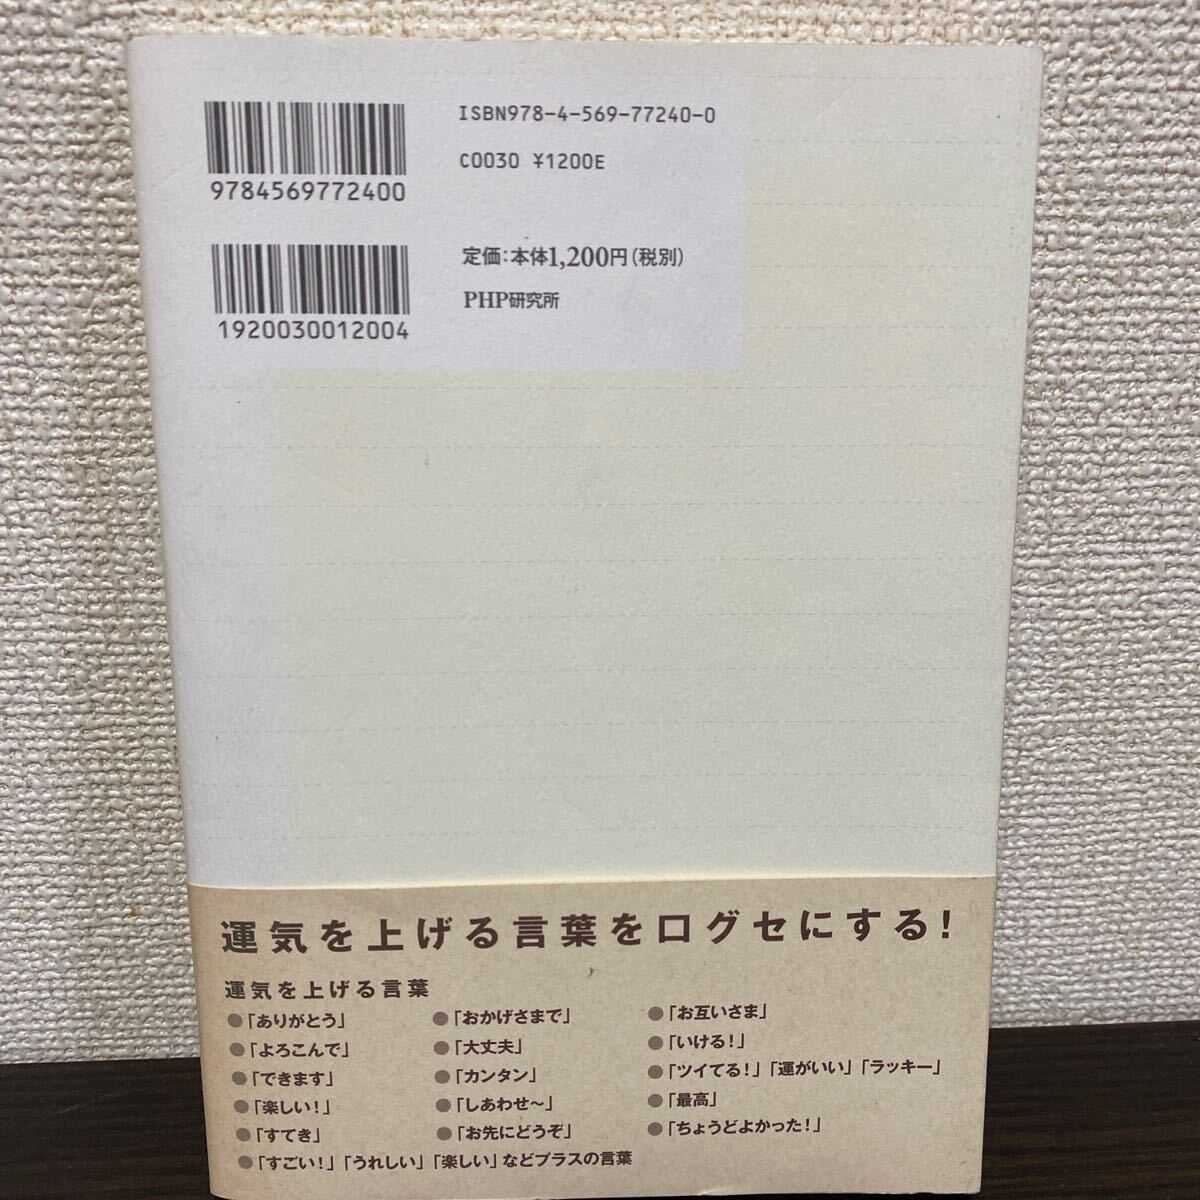 ISBN978-4-569-77240-0
C0030 ¥1200E
9784569772400
定価:本体1,200円(税別)
PHP研究所
1920030012004
運気を上げる言葉を口グセにする!
運気を上げる言葉
●「ありがとう」
●「よろこんで」
●「できます」
●「楽しい!」
●「すてき」
●「おかげさまで」
●「大丈夫」
●「カンタン」
●「しあわせ~」
●「お先にどうぞ」
●「お互いさま」
●「いける!」
●「ツイてる!」「運がいい」「ラッキー」
●「最高」
●「ちょうどよかった!」
●「すごい!」「うれしい」「楽しい」などプラスの言葉